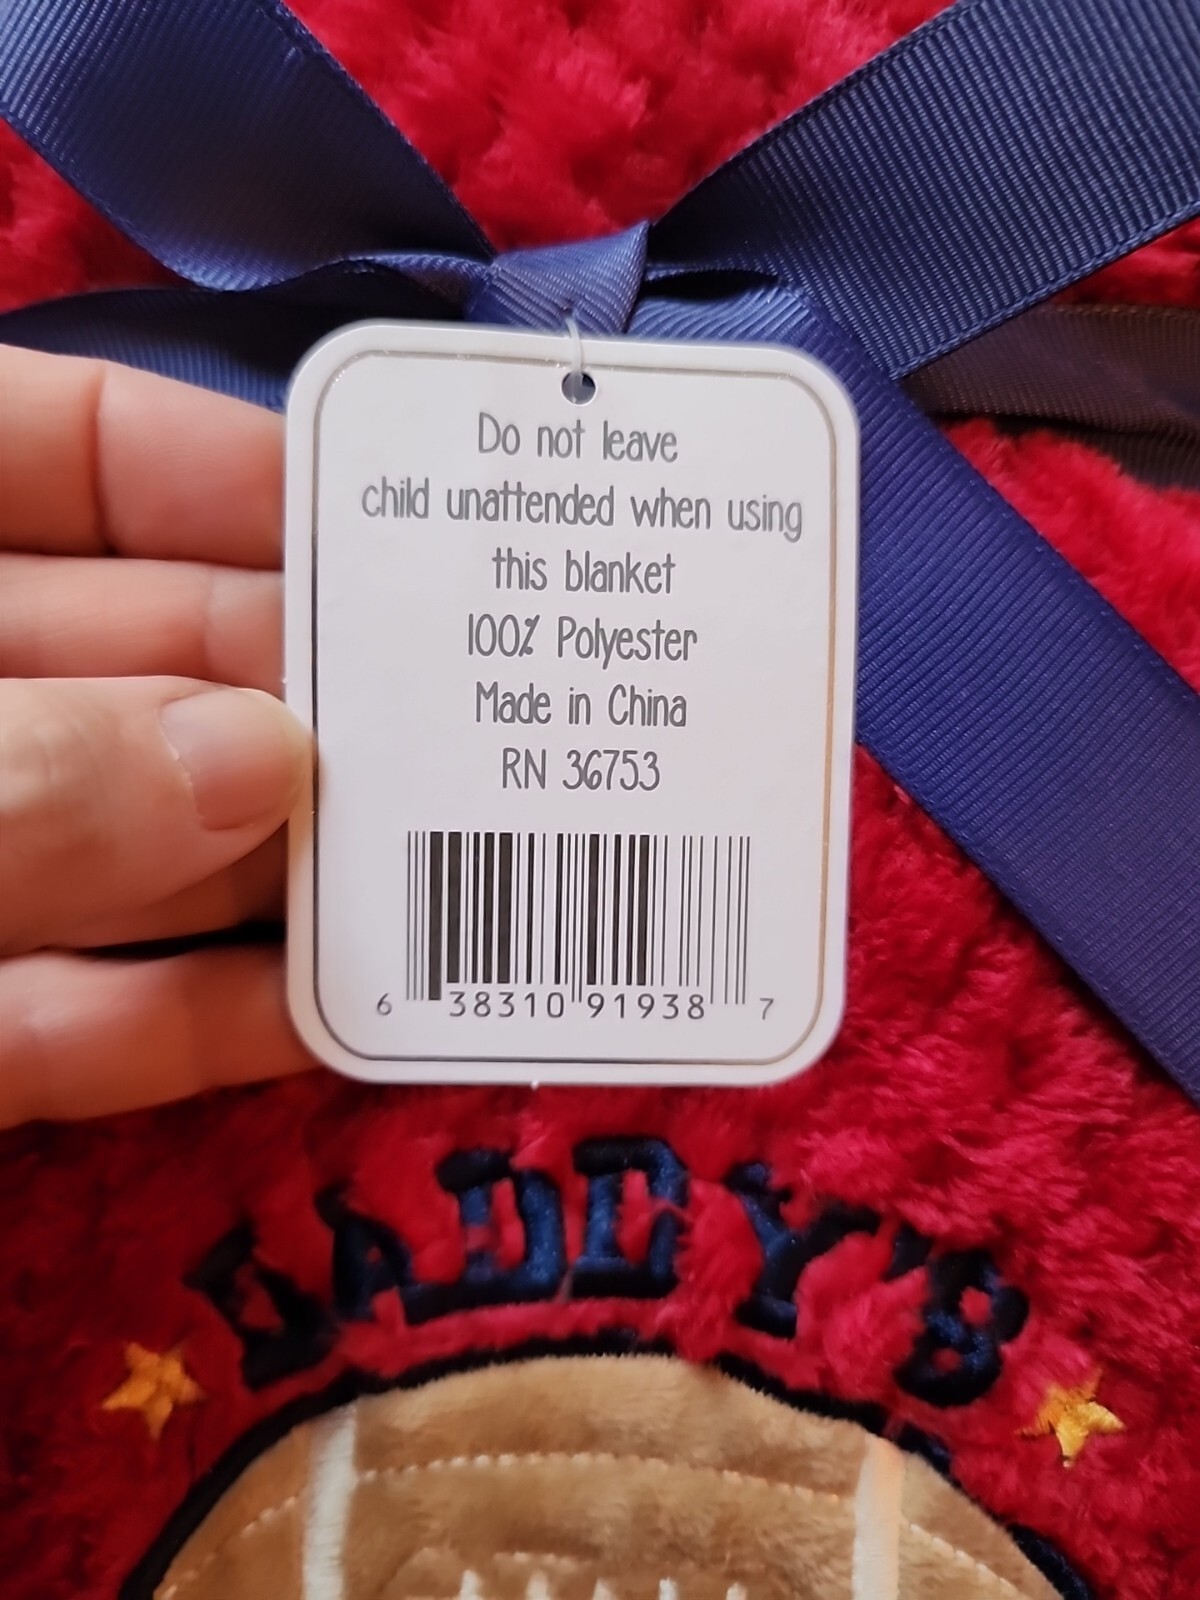 Do not leave
child unattended when using
this blanket
100% Polyester
Made in China
RN 36753
6 38310 91938 7
DADDY'S